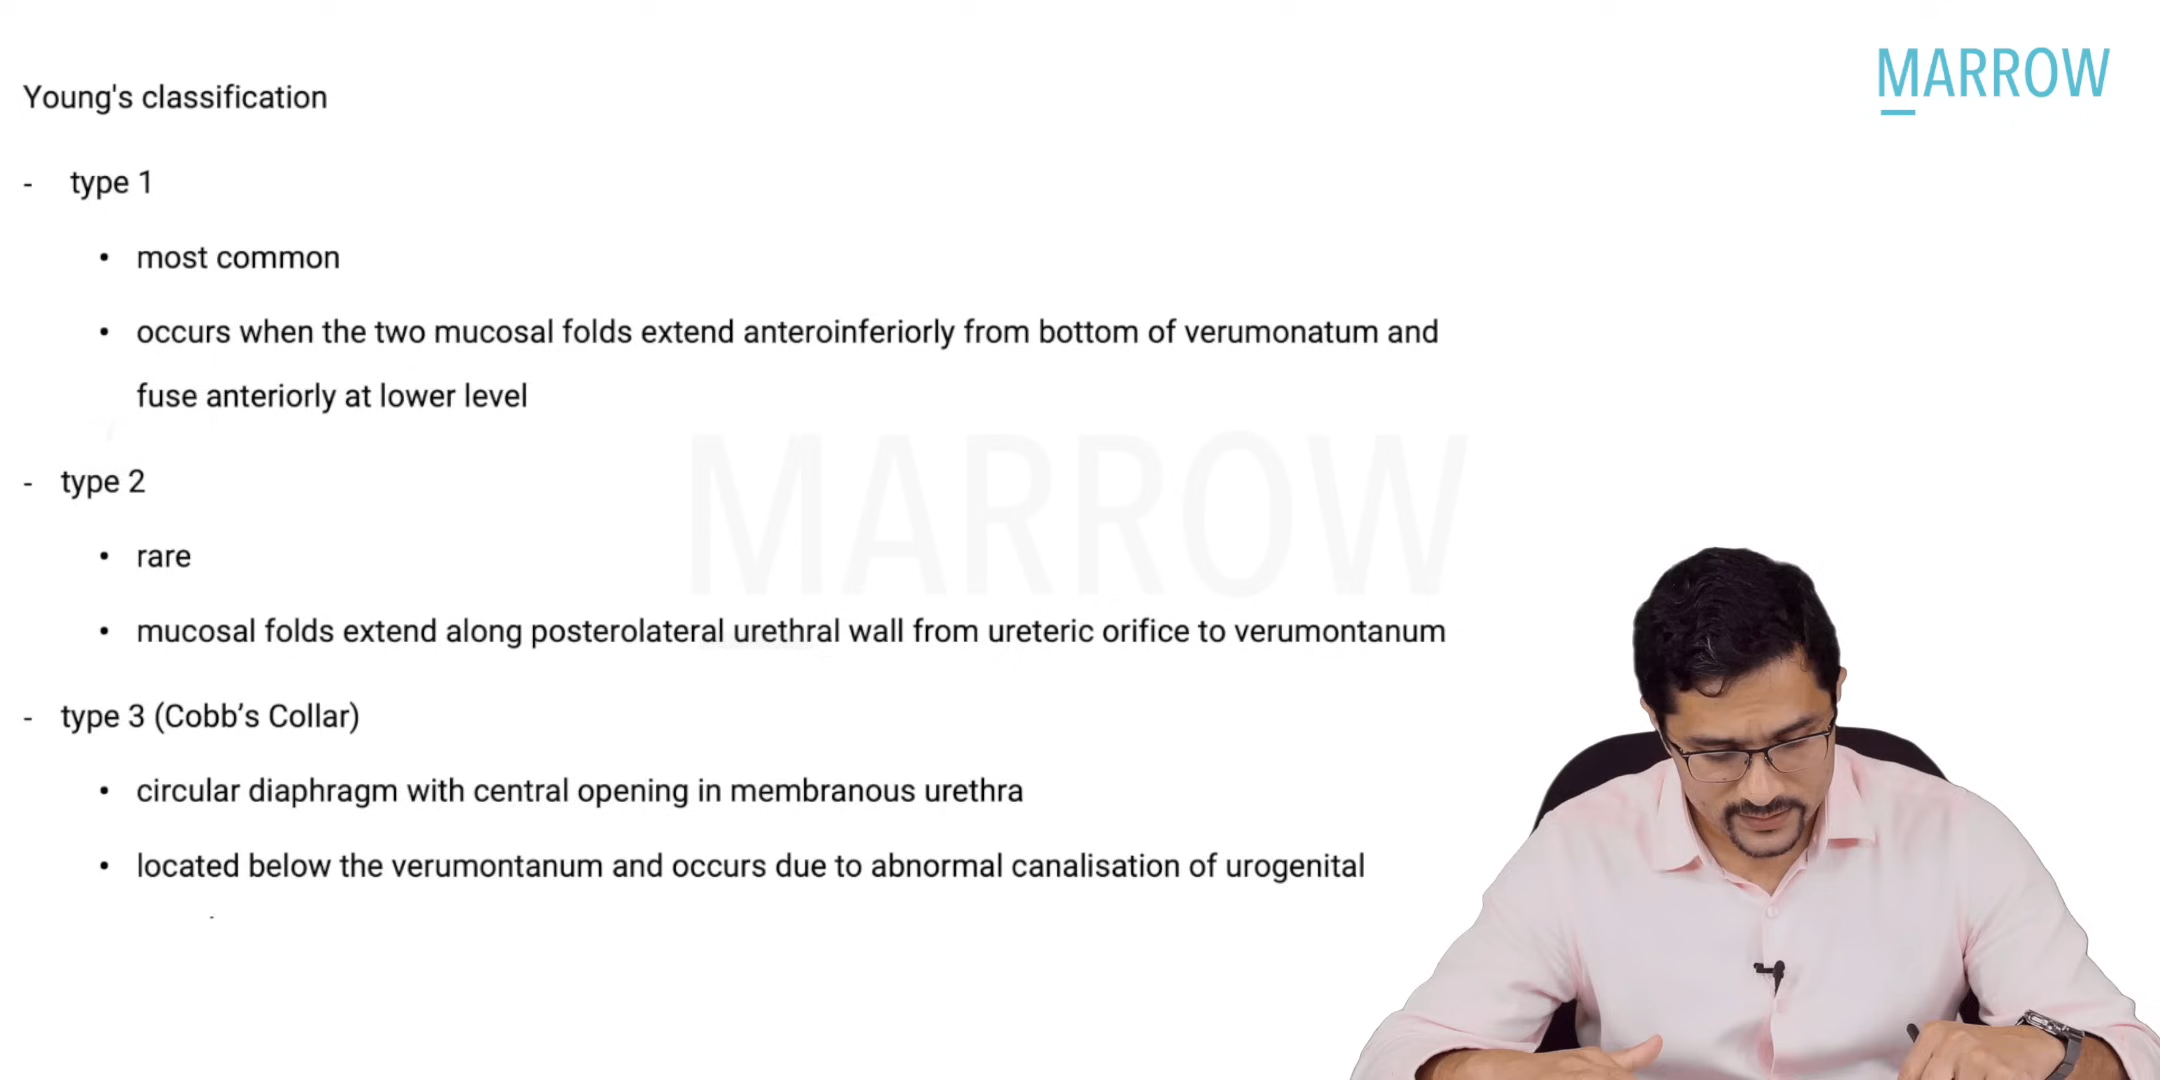 MARROW
Young's classification
- type 1
• most common
• occurs when the two mucosal folds extend anteroinferiorly from bottom of verumonatum and
fuse anteriorly at lower level
MARROW
- type 2
• rare
• mucosal folds extend along posterolateral urethral wall from ureteric orifice to verumontanum
- type 3 (Cobb’s Collar)
• circular diaphragm with central opening in membranous urethra
• located below the verumontanum and occurs due to abnormal canalisation of urogenital